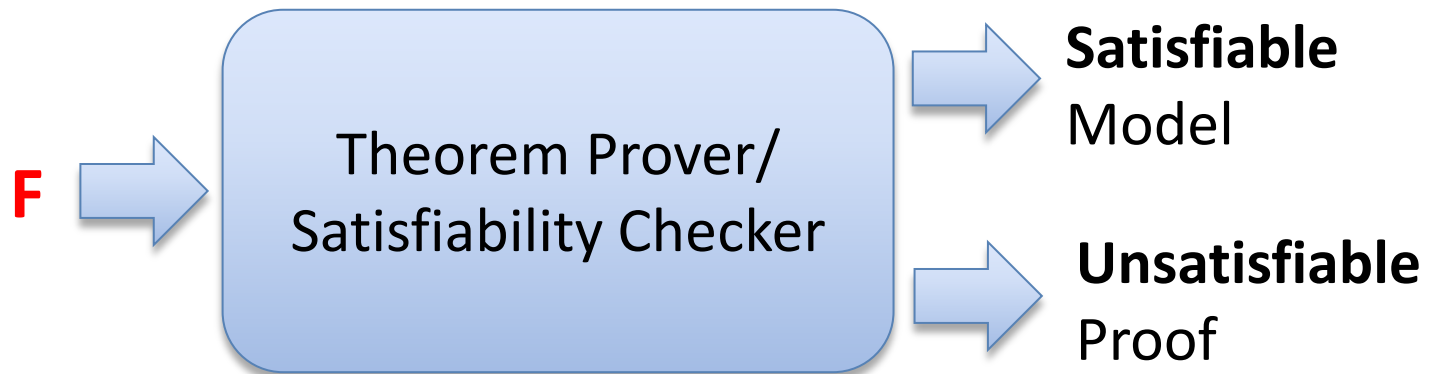 F
Theorem Prover/
Satisfiability Checker
Satisfiable
Model
Unsatisfiable
Proof